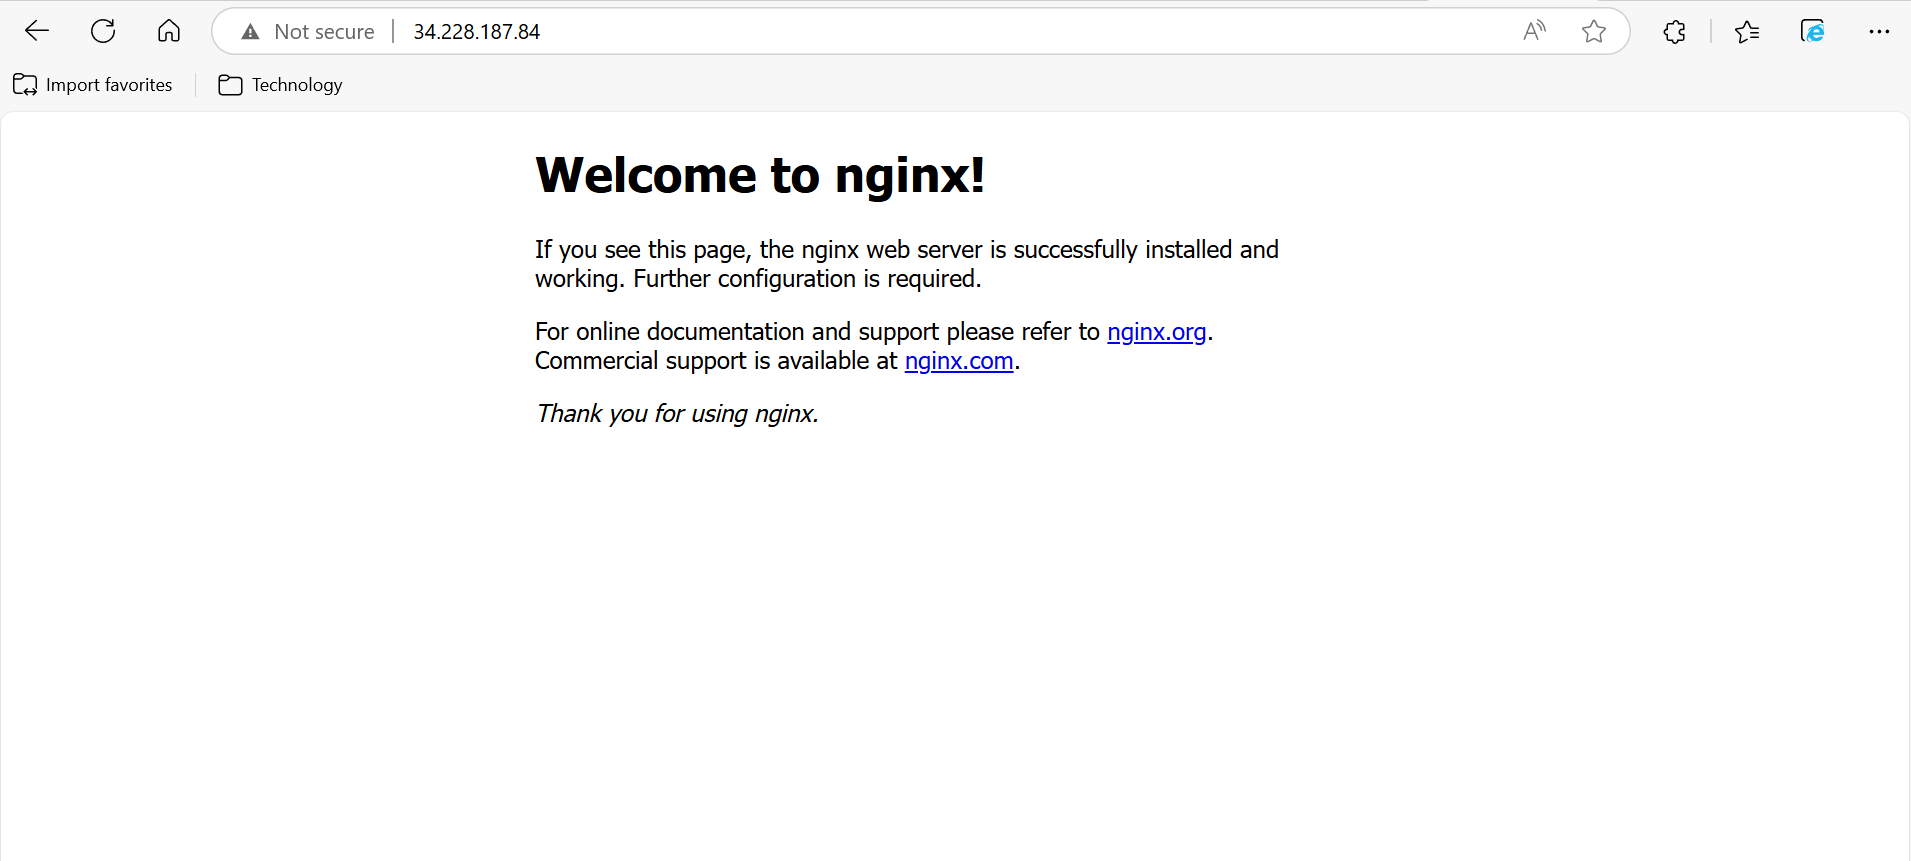 Not secure 34.228.187.84
Import favorites Technology
Welcome to nginx!
If you see this page, the nginx web server is successfully installed and
working. Further configuration is required.
For online documentation and support please refer to nginx.org.
Commercial support is available at nginx.com.
Thank you for using nginx.